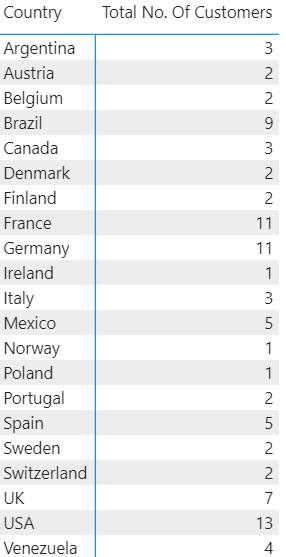 Country Total No. Of Customers
Argentina 3
Austria 2
Belgium 2
Brazil 9
Canada 3
Denmark 2
Finland 2
France 11
Germany 11
Ireland 1
Italy 3
Mexico 5
Norway 1
Poland 1
Portugal 2
Spain 5
Sweden 2
Switzerland 2
UK 7
USA 13
Venezuela 4